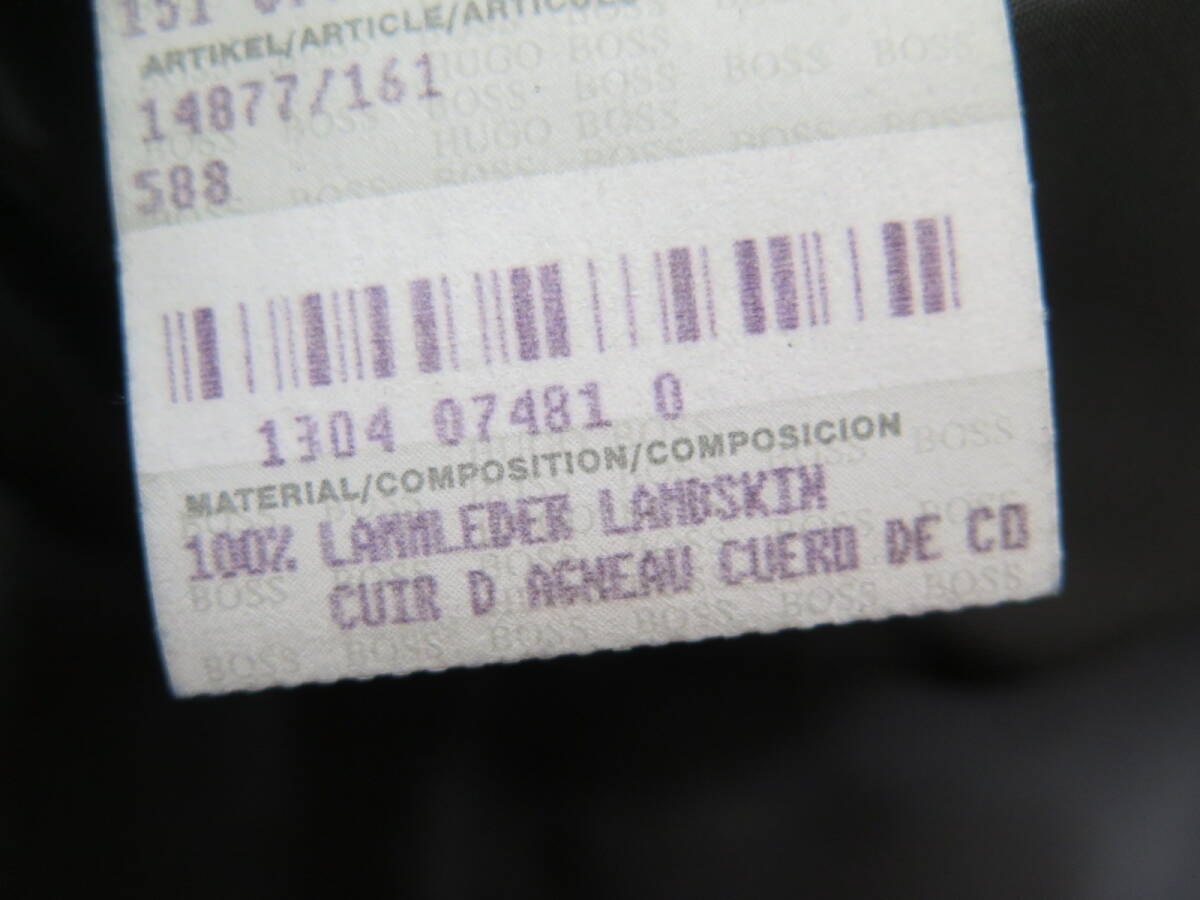 151
ARTIKEL/ARTICLE/ARTICULO
14877/161
588
1304 07481 0
MATERIAL/COMPOSITION/COMPOSICION
100% LAMMLEDER LAMBSKIN
CUIR D AGNEAU CUERO DE CO